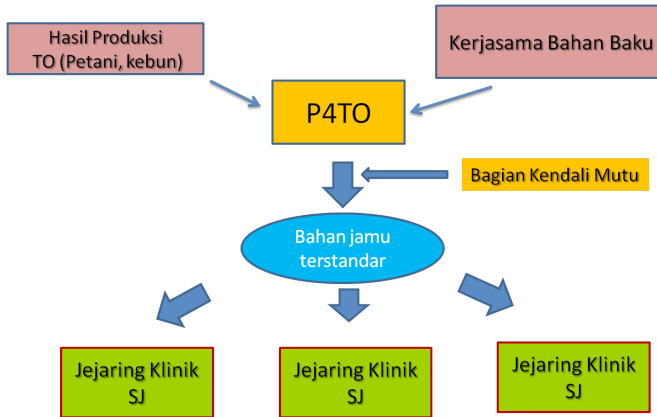 Hasil Produksi
TO (Petani, kebun)
Kerjasama Bahan Baku
P4TO
Bagian Kendali Mutu
Bahan jamu
terstandar
Jejaring Klinik
SJ
Jejaring Klinik
SJ
Jejaring Klinik
SJ